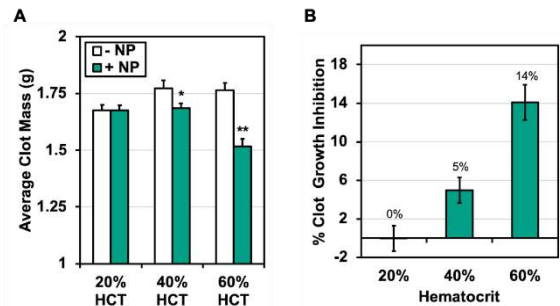 A
Average Clot Mass (g)
2
1.75
1.5
1.25
1
- NP
+ NP
*
**
20% 40% 60%
HCT HCT HCT
B
% Clot Growth Inhibition
18
14
10
6
2
-2
0%
5%
14%
20% 40% 60%
Hematocrit